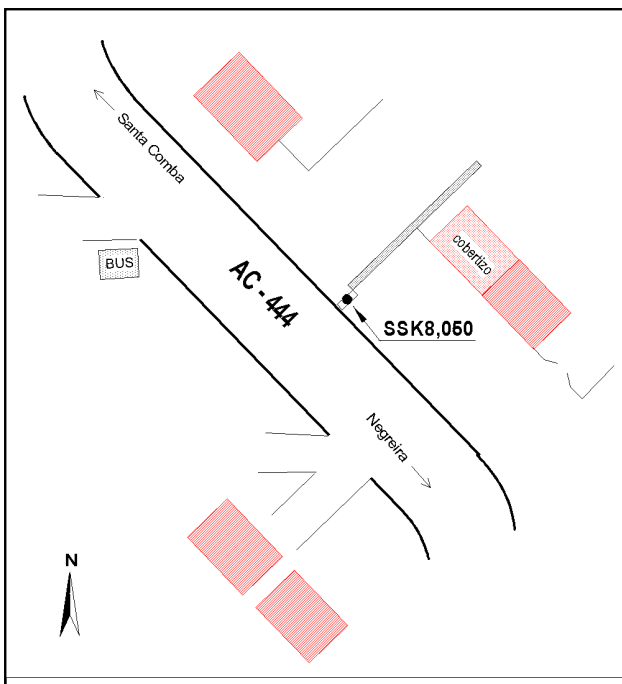 Santa Comba
cobertizo
BUS
AC - 444
SSK8,050
Negreira
N